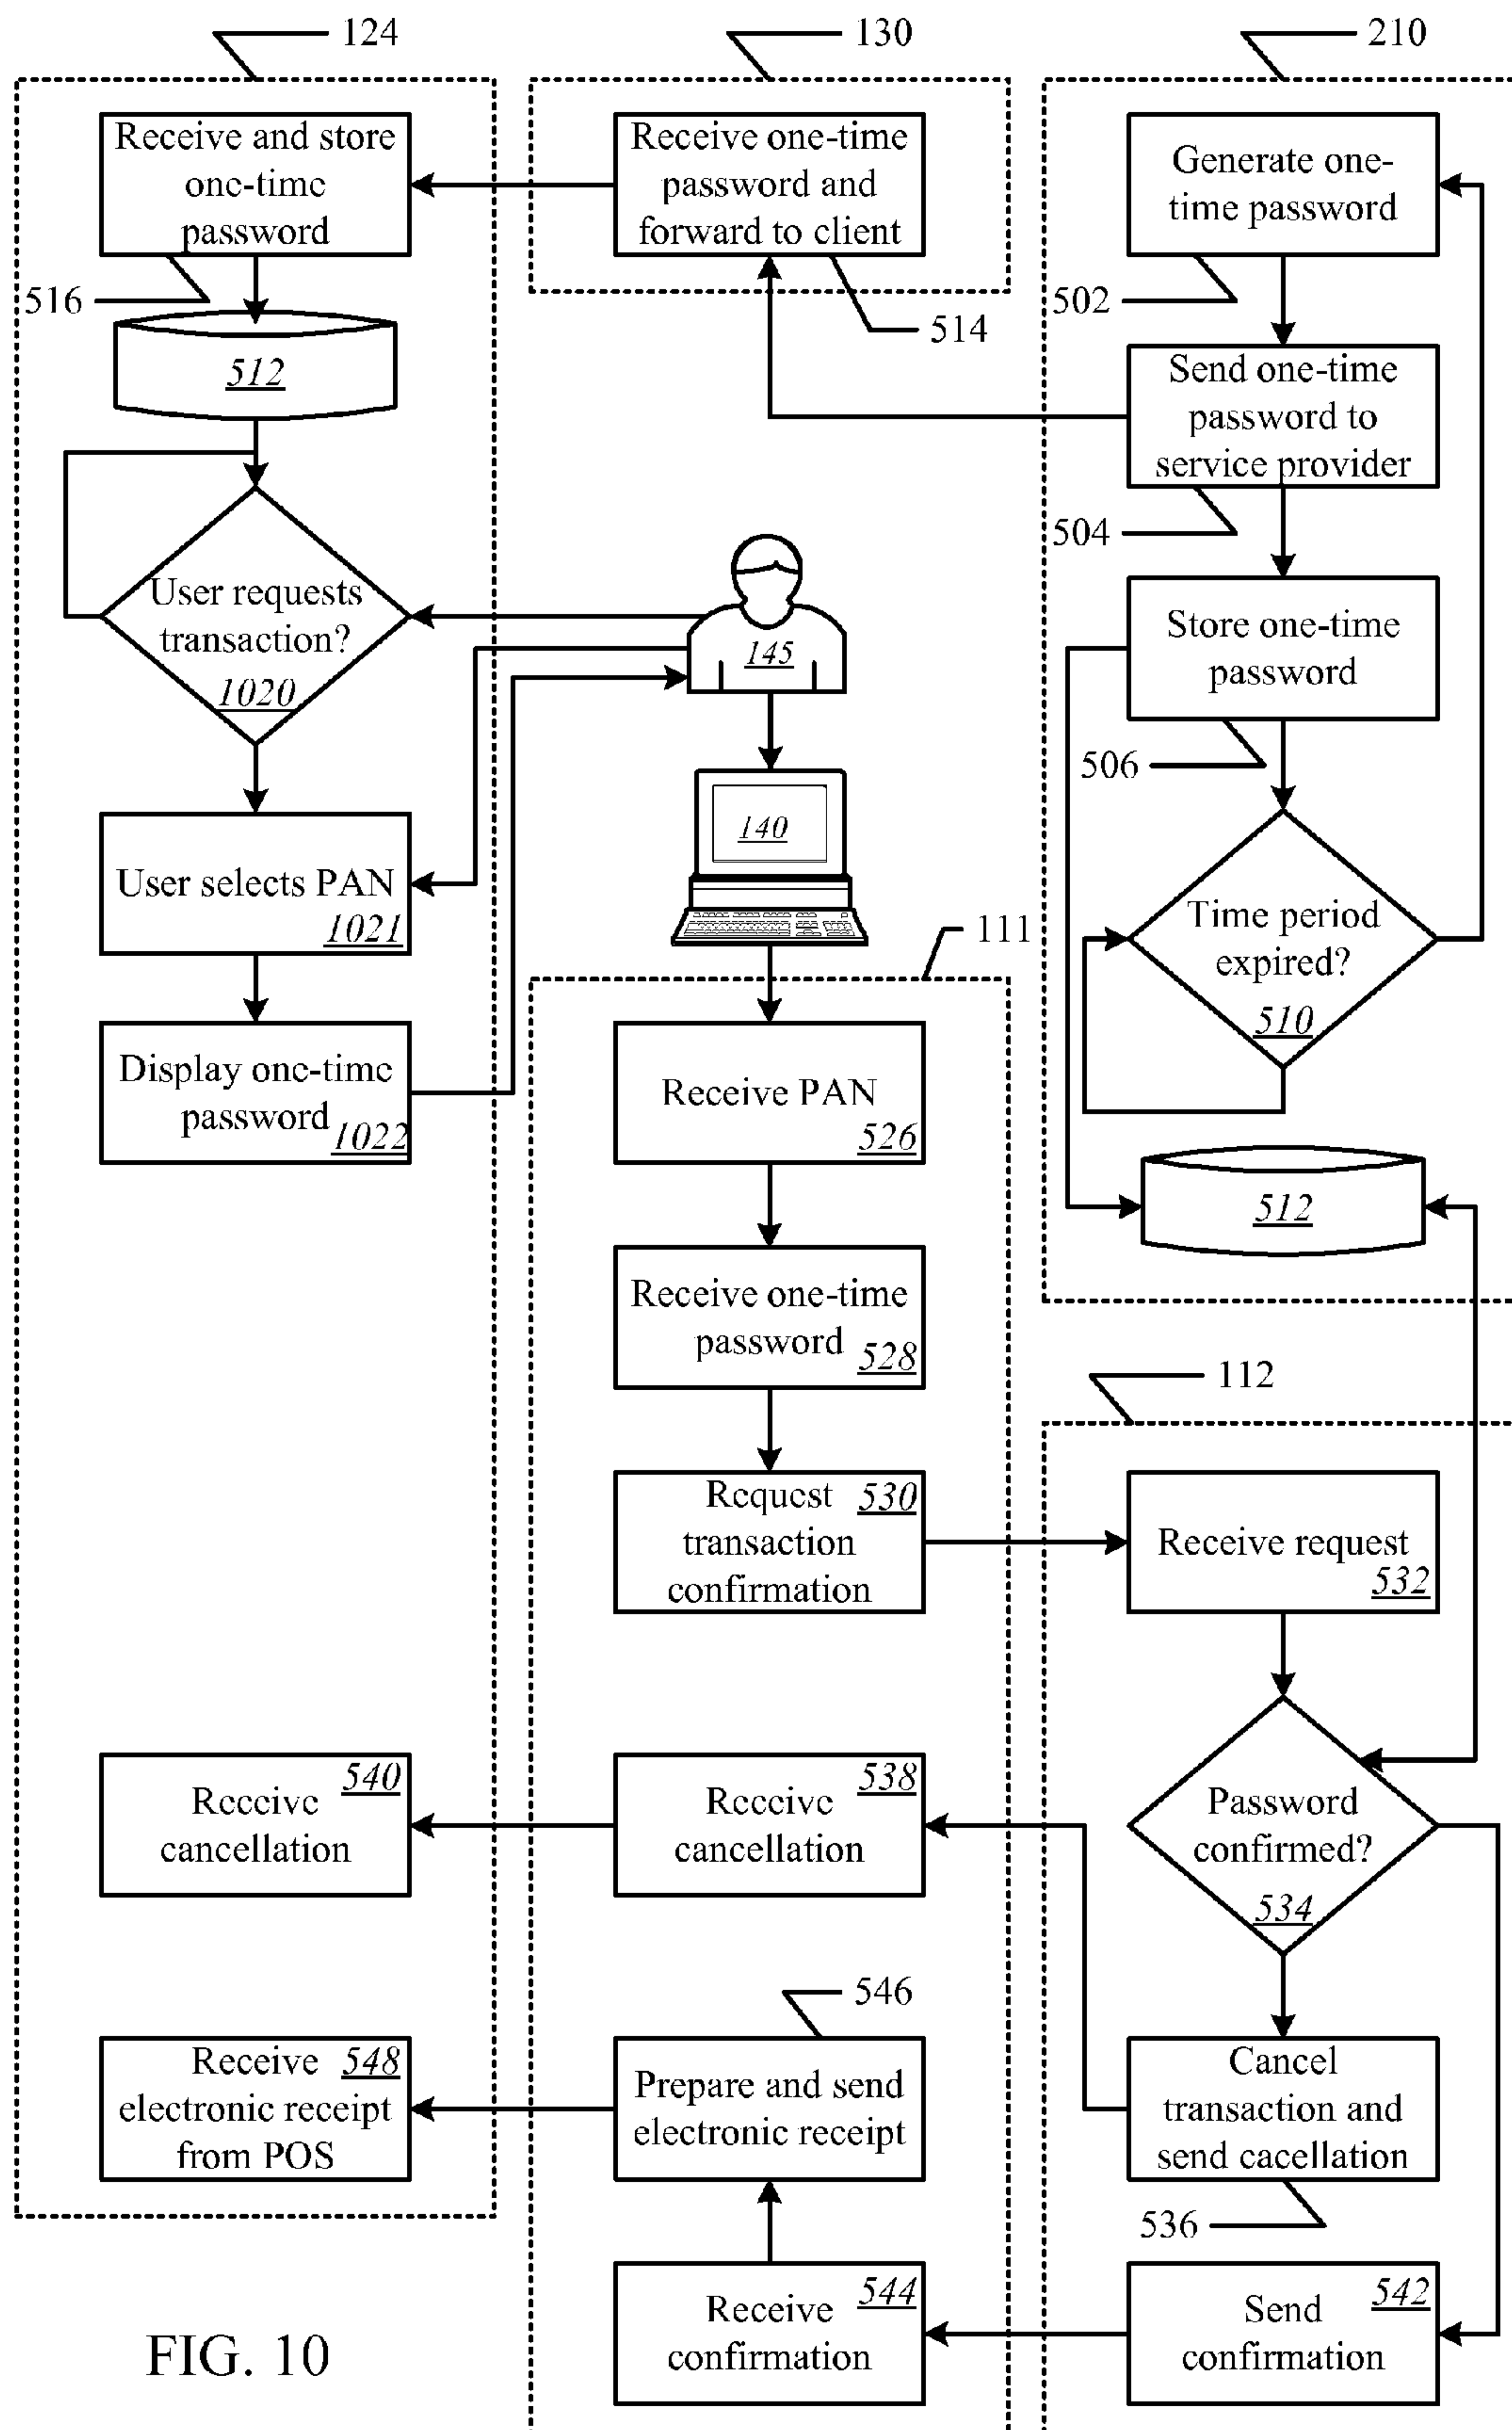 124
130
210
Receive and store
one-time
password
516
512
User requests
transaction?
1020
User selects PAN
1021
Display one-time
password
1022
540
Receive
cancellation
Receive
548
electronic receipt
from POS
Receive one-time
password and
forward to client
514
145
140
111
Receive PAN
526
Receive one-time
password
528
Request
530
transaction
confirmation
538
Receive
cancellation
546
Prepare and send
electronic receipt
544
Receive
confirmation
Generate one-
time password
502
Send one-time
password to
service provider
504
Store one-time
password
506
Time period
expired?
510
512
112
Receive request
532
Password
confirmed?
534
Cancel
transaction and
send cacellation
536
542
Send
confirmation
FIG. 10